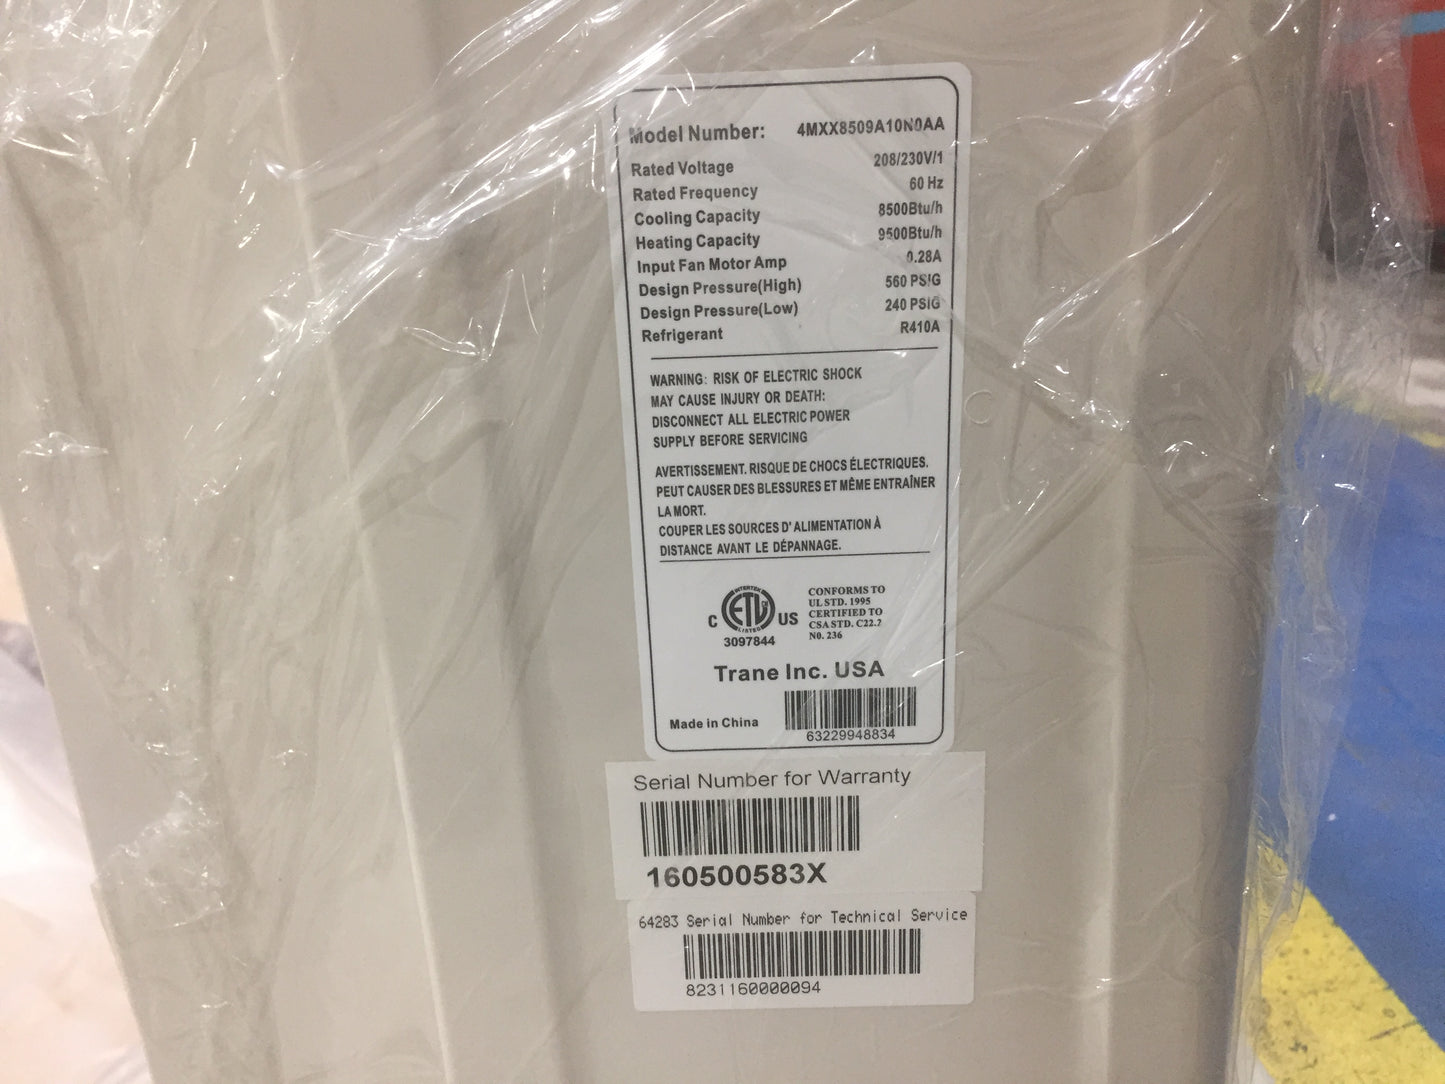 Model Number: 4MXX8509A10N0AA
Rated Voltage 208/230V/1
Rated Frequency 60 Hz
Cooling Capacity 8500Btu/h
Heating Capacity 9500Btu/h
Input Fan Motor Amp 0.28A
Design Pressure(High) 560 PSIG
Design Pressure(Low) 240 PSIG
Refrigerant R410A
WARNING: RISK OF ELECTRIC SHOCK
MAY CAUSE INJURY OR DEATH:
DISCONNECT ALL ELECTRIC POWER
SUPPLY BEFORE SERVICING
AVERTISSEMENT. RISQUE DE CHOCS ÉLECTRIQUES.
PEUT CAUSER DES BLESSURES ET MÊME ENTRAÎNER
LA MORT.
COUPER LES SOURCES D' ALIMENTATION À
DISTANCE AVANT LE DÉPANNAGE.
INTERTEK
C ETL US
LISTED
3097844
CONFORMS TO
UL STD. 1995
CERTIFIED TO
CSA STD. C22.2
N0. 236
Trane Inc. USA
Made in China
63229948834
Serial Number for Warranty
160500583X
64283 Serial Number for Technical Service
8231160000094